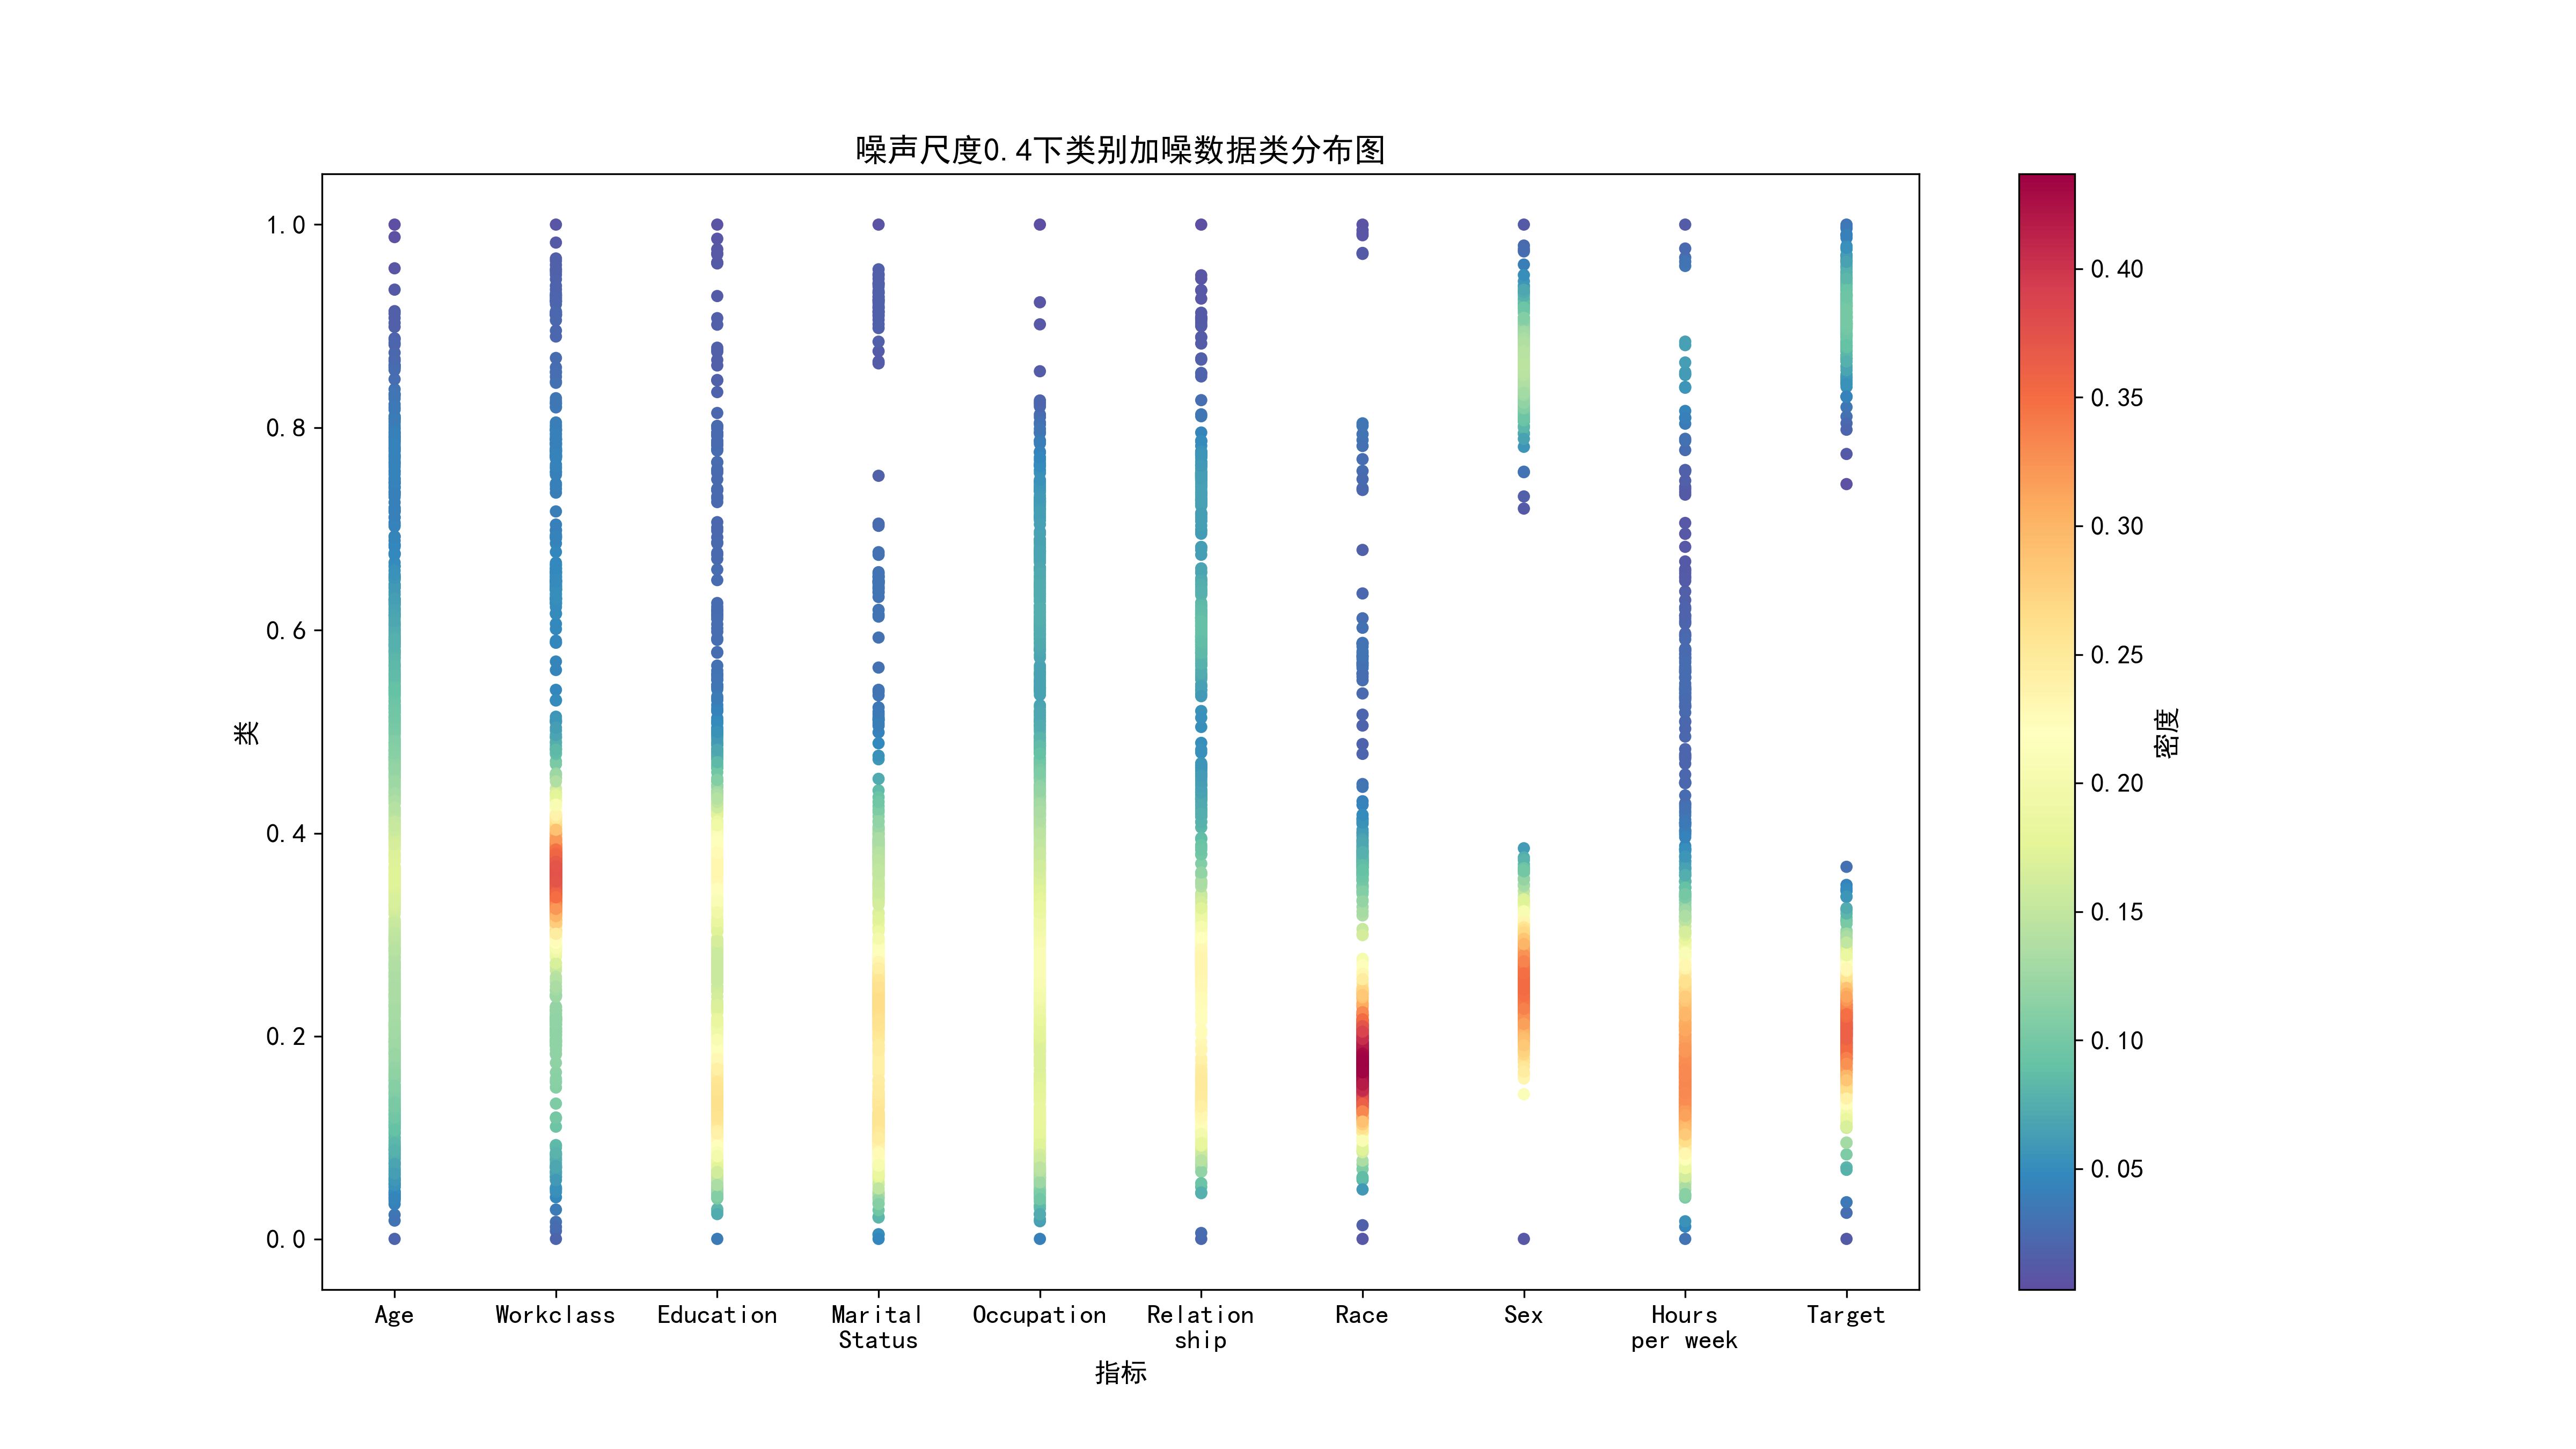 噪声尺度0.4下类别加噪数据类分布图
类
1.0
0.8
0.6
0.4
0.2
0.0
Age
Workclass
Education
Marital
Status
Occupation
Relation
ship
Race
Sex
Hours
per week
Target
指标
0.40
0.35
0.30
0.25
0.20
0.15
0.10
0.05
密度